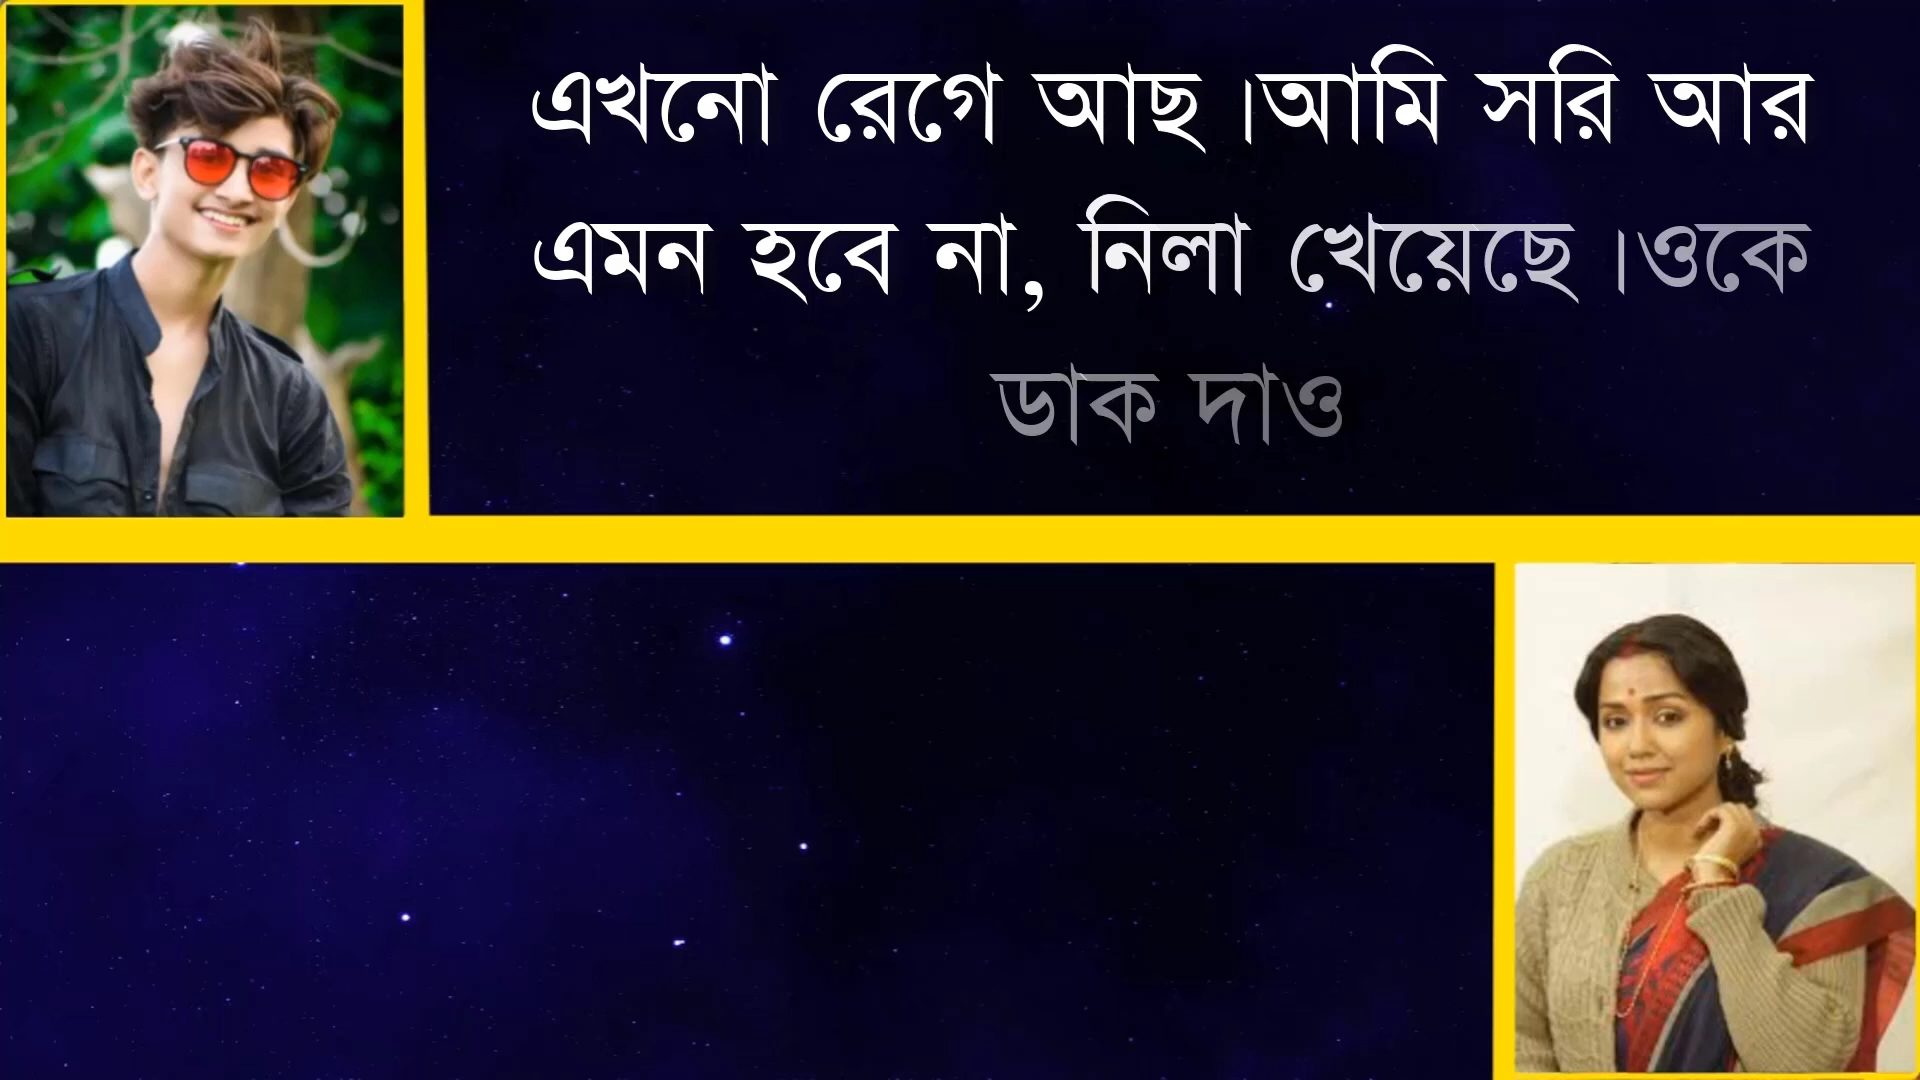 এখনো রেগে আছ ।আমি সরি আর
এমন হবে না, নিলা খেয়েছে ।ওকে
ডাক দাও